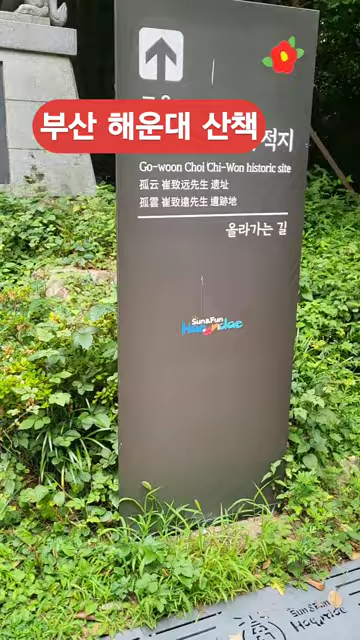 부산 해운대 산책
적지
Go-woon Choi Chi-Won historic site
孤云 崔致远先生 遗址
孤雲 崔致遠先生 遺跡地
올라가는 길
Sun&Fun
Haeundae
Sun&Fun
Haeundae